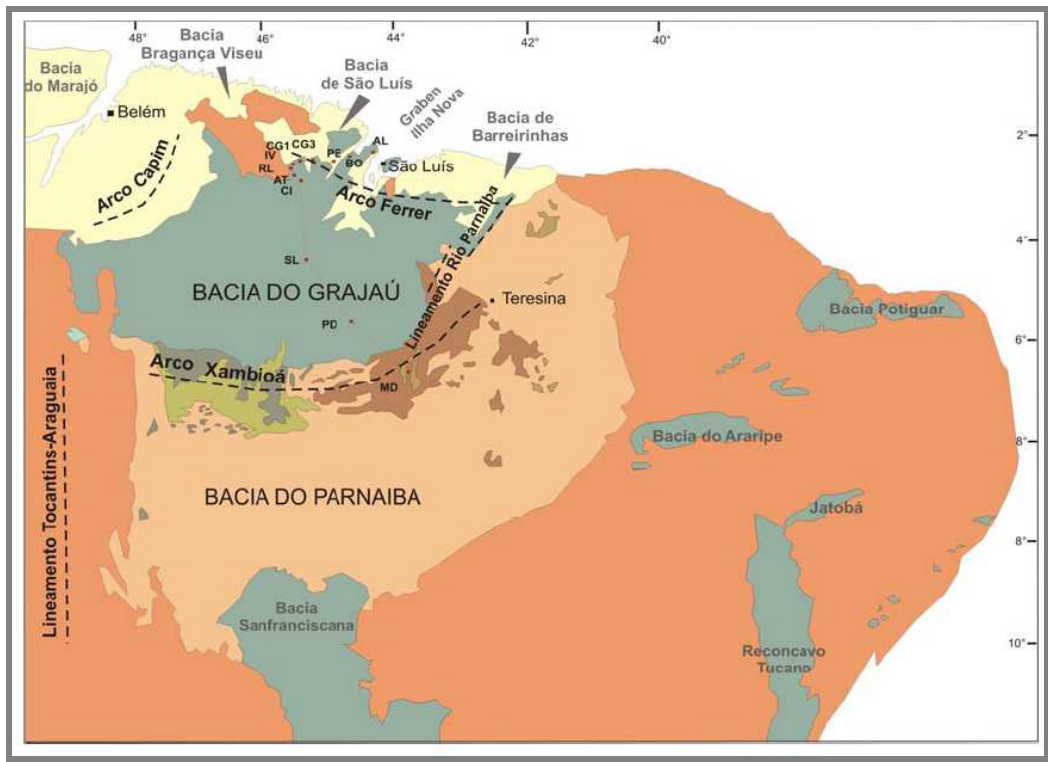 48°
46°
44°
42°
40°
Bacia
Bragança Viseu
Bacia
do Marajó
Bacia
de São Luís
Graben
Ilha Nova
Bacia de
Barreirinhas
Belém
CG1
CG3
PE
AL
IV
BO
São Luís
RL
AT
CI
2°
Arco Capim
Arco Ferrer
Lineamento Rio Parnaíba
4°
SL
BACIA DO GRAJAÚ
Teresina
Bacia Potiguar
PD
6°
Arco Xambioá
MD
Lineamento Tocantins-Araguaia
Bacia do Araripe
8°
BACIA DO PARNAIBA
Jatobá
8°
Bacia
Sanfranciscana
10°
Reconcavo
Tucano